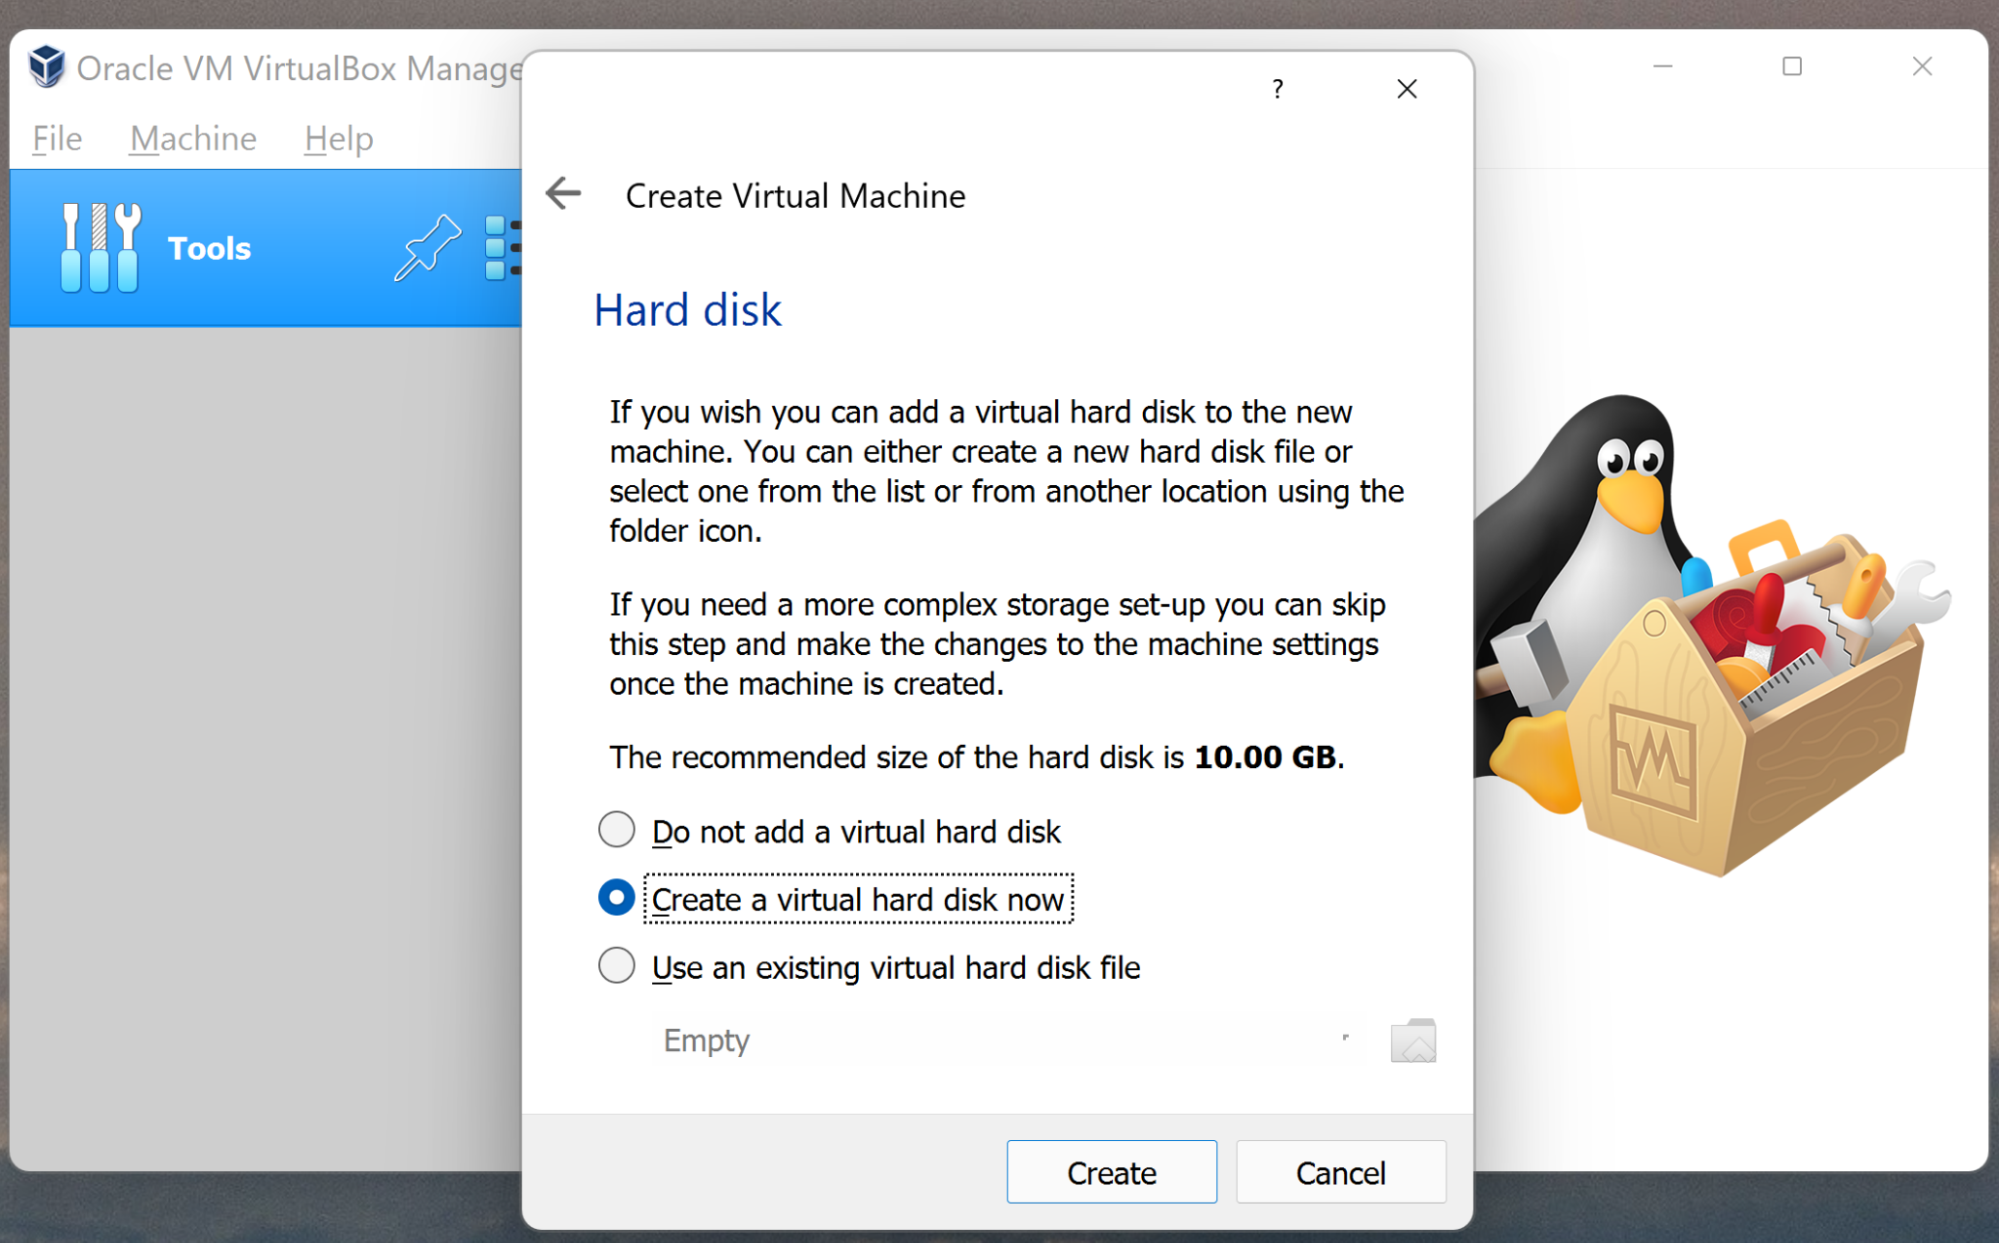 Oracle VM VirtualBox Manage
File Machine Help
Tools
?
Create Virtual Machine
Hard disk
If you wish you can add a virtual hard disk to the new
machine. You can either create a new hard disk file or
select one from the list or from another location using the
folder icon.
If you need a more complex storage set-up you can skip
this step and make the changes to the machine settings
once the machine is created.
The recommended size of the hard disk is 10.00 GB.
Do not add a virtual hard disk
Create a virtual hard disk now
Use an existing virtual hard disk file
Empty
Create Cancel